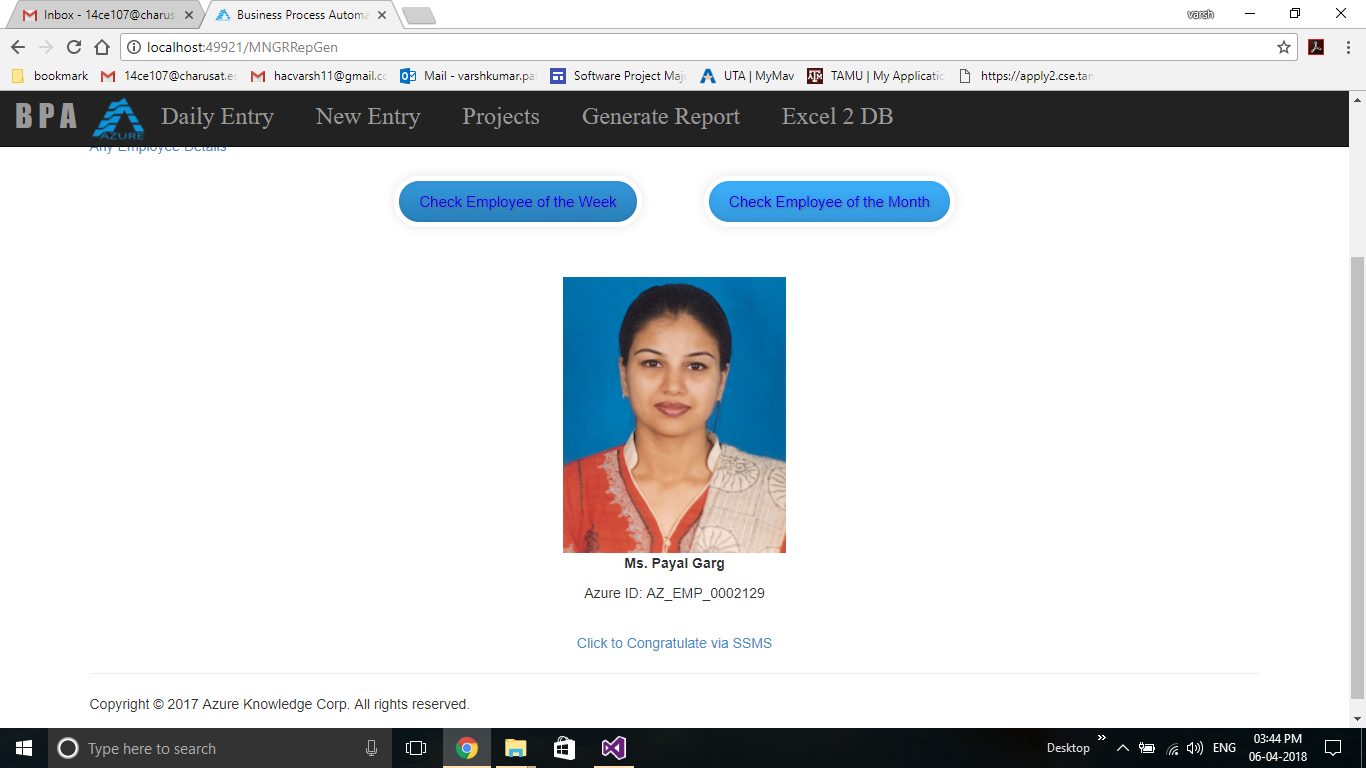 Inbox - 14ce107@charus
Business Process Automa
varsh
localhost:49921/MNGRRepGen
bookmark
14ce107@charusat.ec
hacvarsh11@gmail.cc
Mail - varshkumar.pa
Software Project Maj
UTA | MyMav
ATM
TAMU | My Applicatic
https://apply2.cse.tan
BPA
AZURE
Daily Entry
New Entry
Projects
Generate Report
Excel 2 DB
Any Employee Details
Check Employee of the Week
Check Employee of the Month
Ms. Payal Garg
Azure ID: AZ_EMP_0002129
Click to Congratulate via SSMS
Copyright © 2017 Azure Knowledge Corp. All rights reserved.
Type here to search
Desktop
ENG
03:44 PM
06-04-2018